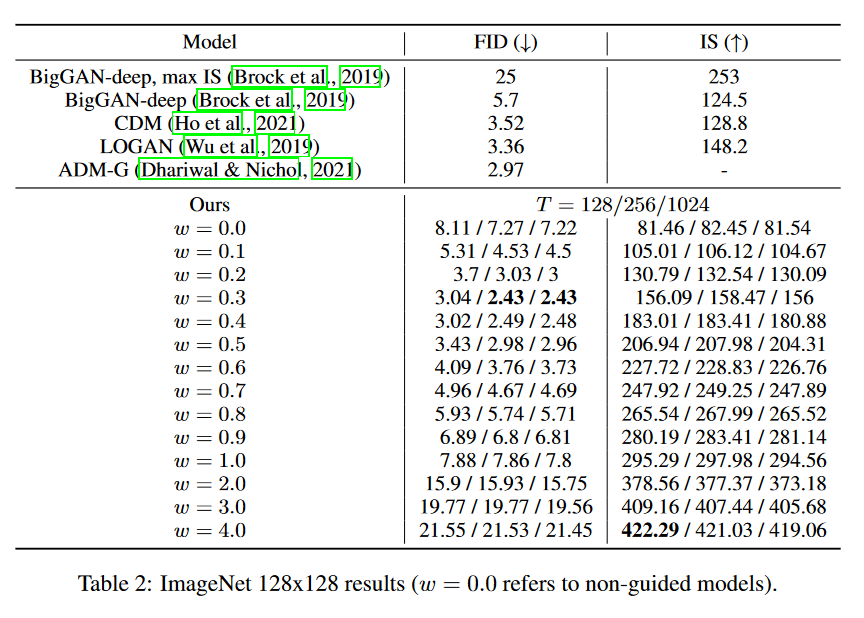 Model FID (↓) IS (↑)
BigGAN-deep, max IS (Brock et al., 2019) 25 253
BigGAN-deep (Brock et al., 2019) 5.7 124.5
CDM (Ho et al., 2021) 3.52 128.8
LOGAN (Wu et al., 2019) 3.36 148.2
ADM-G (Dhariwal & Nichol, 2021) 2.97 -
Ours T = 128/256/1024
w = 0.0 8.11 / 7.27 / 7.22 81.46 / 82.45 / 81.54
w = 0.1 5.31 / 4.53 / 4.5 105.01 / 106.12 / 104.67
w = 0.2 3.7 / 3.03 / 3 130.79 / 132.54 / 130.09
w = 0.3 3.04 / 2.43 / 2.43 156.09 / 158.47 / 156
w = 0.4 3.02 / 2.49 / 2.48 183.01 / 183.41 / 180.88
w = 0.5 3.43 / 2.98 / 2.96 206.94 / 207.98 / 204.31
w = 0.6 4.09 / 3.76 / 3.73 227.72 / 228.83 / 226.76
w = 0.7 4.96 / 4.67 / 4.69 247.92 / 249.25 / 247.89
w = 0.8 5.93 / 5.74 / 5.71 265.54 / 267.99 / 265.52
w = 0.9 6.89 / 6.8 / 6.81 280.19 / 283.41 / 281.14
w = 1.0 7.88 / 7.86 / 7.8 295.29 / 297.98 / 294.56
w = 2.0 15.9 / 15.93 / 15.75 378.56 / 377.37 / 373.18
w = 3.0 19.77 / 19.77 / 19.56 409.16 / 407.44 / 405.68
w = 4.0 21.55 / 21.53 / 21.45 422.29 / 421.03 / 419.06
Table 2: ImageNet 128x128 results (w = 0.0 refers to non-guided models).